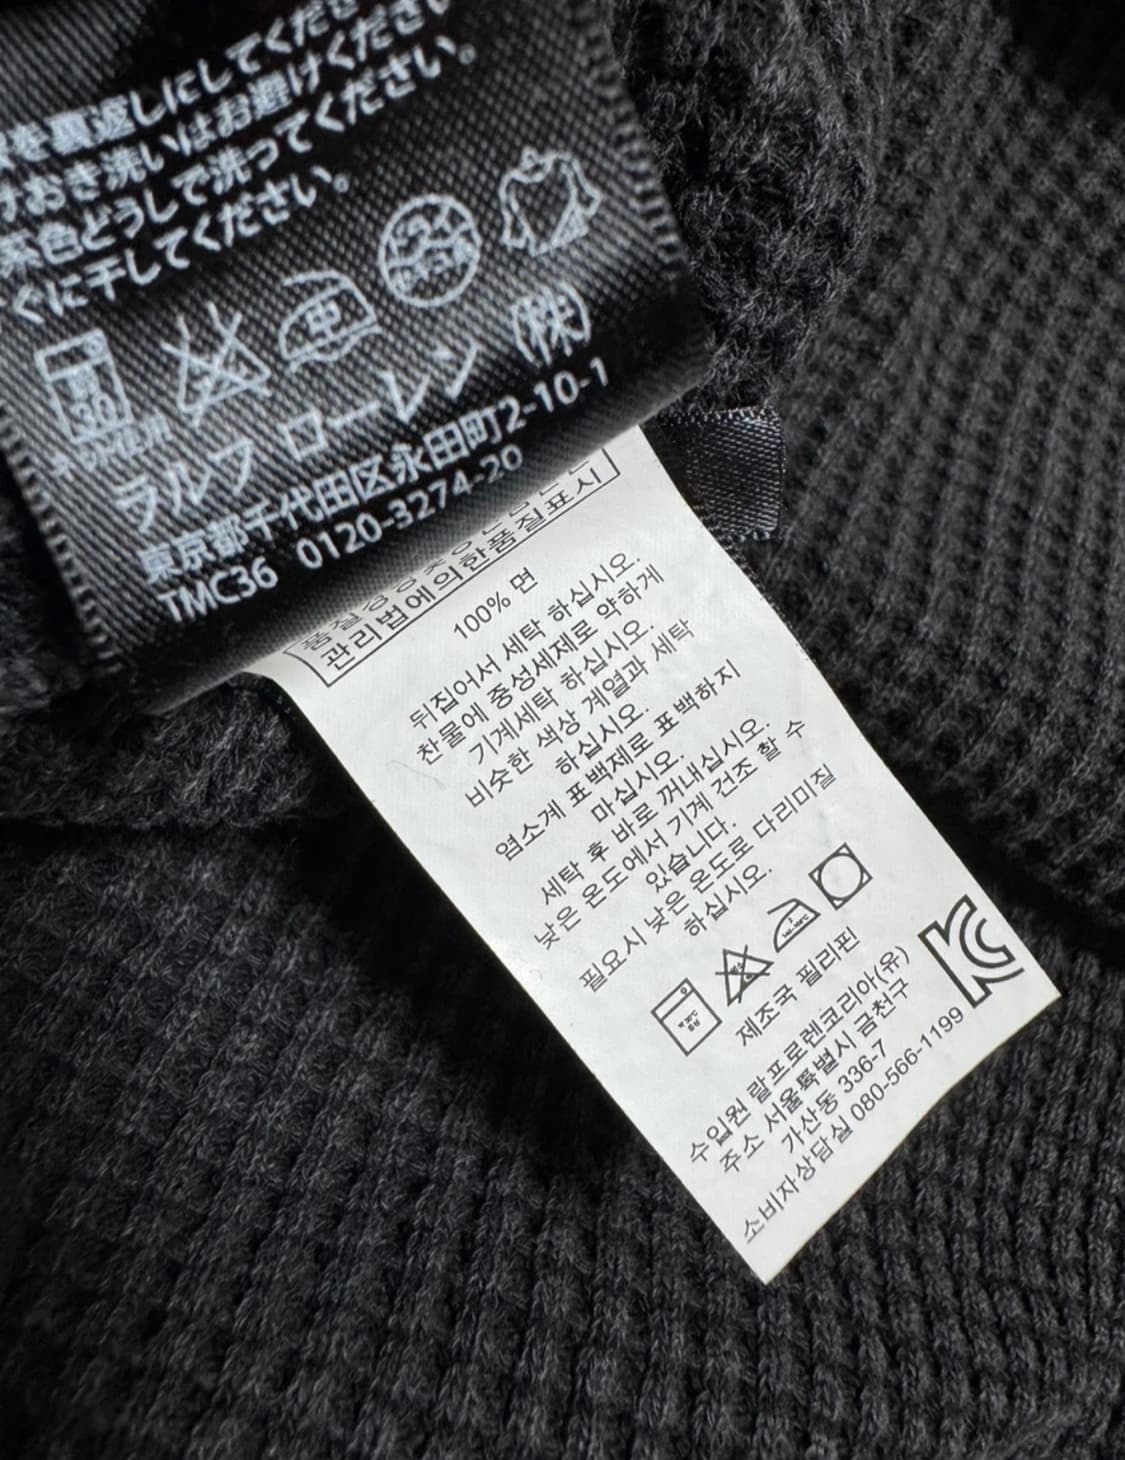 を裏返しにしてくださ
おき洗いはお避けください
色どうしで洗ってください。
ぐに干してください。
中
ラルフ ローレン (株)
東京都千代田区永田町2-10-1
TMC36 0120-3274-20
관리법에의한품질표시
100% 면
뒤집어서 세탁 하십시오.
찬물에 중성세제로 약하게
기계세탁 하십시오.
비슷한 색상 계열과 세탁
하십시오.
염소계 표백제로 표백하지
마십시오.
세탁 후 바로 꺼내십시오.
낮은 온도에서 기계 건조 할 수
있습니다.
필요시 낮은 온도로 다리미질
하십시오.
제조국 필리핀
수입원 랄프로렌코리아(유)
주소 서울특별시 금천구
가산동 336-7
소비자상담실 080-566-1199